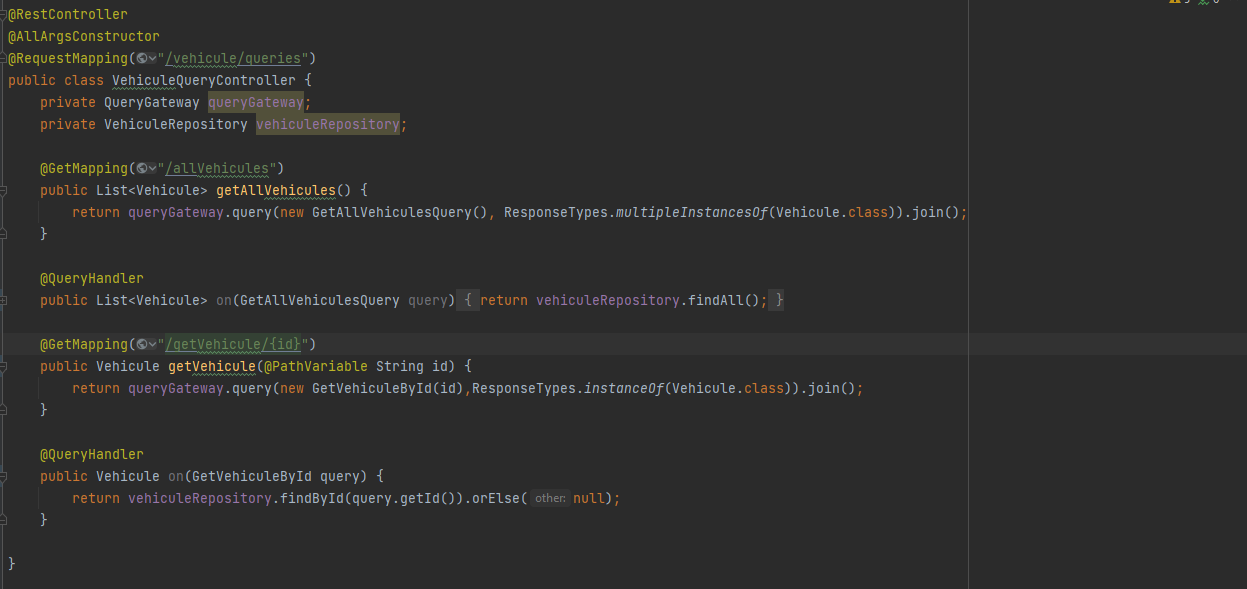 @RestController
@AllArgsConstructor
@RequestMapping("/vehicule/queries")
public class VehiculeQueryController {
    private QueryGateway queryGateway;
    private VehiculeRepository vehiculeRepository;

    @GetMapping("/allVehicules")
    public List<Vehicule> getAllVehicules() {
        return queryGateway.query(new GetAllVehiculesQuery(), ResponseTypes.multipleInstancesOf(Vehicule.class)).join();
    }

    @QueryHandler
    public List<Vehicule> on(GetAllVehiculesQuery query) { return vehiculeRepository.findAll(); }

    @GetMapping("/getVehicule/{id}")
    public Vehicule getVehicule(@PathVariable String id) {
        return queryGateway.query(new GetVehiculeById(id),ResponseTypes.instanceOf(Vehicule.class)).join();
    }

    @QueryHandler
    public Vehicule on(GetVehiculeById query) {
        return vehiculeRepository.findById(query.getId()).orElse( other: null);
    }

}